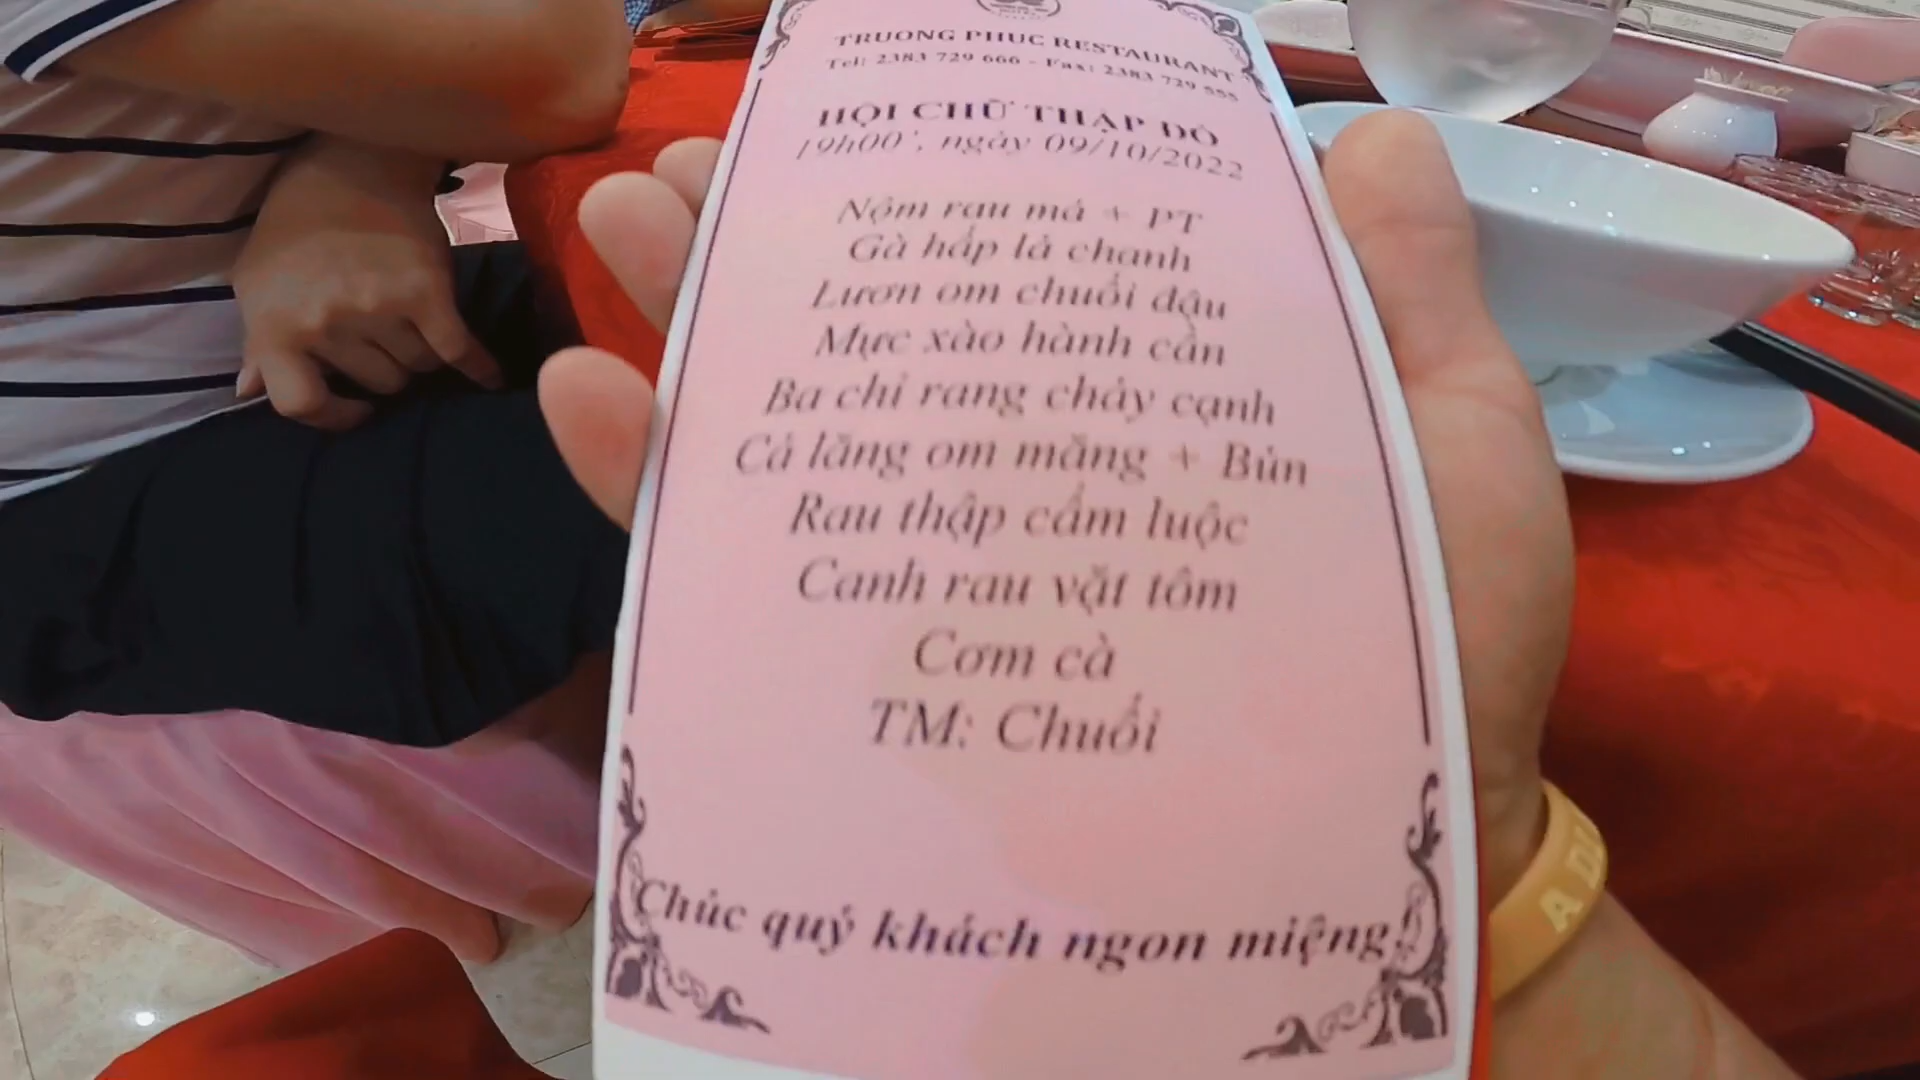 TRUONG PHUC RESTAURANT
Tel: 2383 729 666 - Fax: 2383 729 555
HỘI CHỮ THẬP ĐỎ
19h00', ngày 09/10/2022
Nộm rau má + PT
Gà hấp lá chanh
Lươn om chuối đậu
Mực xào hành cần
Ba chỉ rang cháy cạnh
Cá lăng om măng + Bún
Rau thập cẩm luộc
Canh rau vặt tôm
Cơm cà
TM: Chuối
Chúc quý khách ngon miệng!
A D